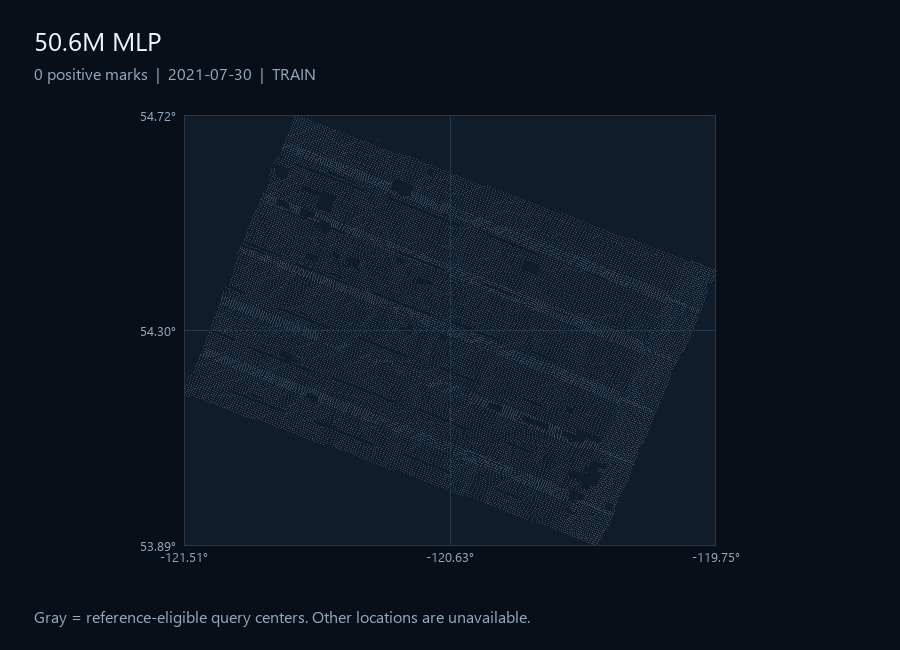 50.6M MLP
0 positive marks | 2021-07-30 | TRAIN
54.72°
54.30°
53.89°
-121.51°
-120.63°
-119.75°
Gray = reference-eligible query centers. Other locations are unavailable.